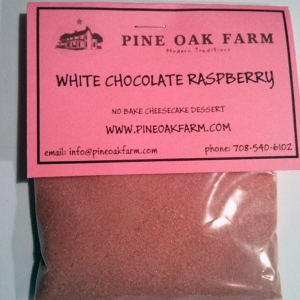 PINE OAK FARM
Modern Traditions
WHITE CHOCOLATE RASPBERRY
NO BAKE CHEESECAKE DESSERT
WWW.PINEOAKFARM.COM
email: info@pineoakfarm.com phone: 708-540-6102